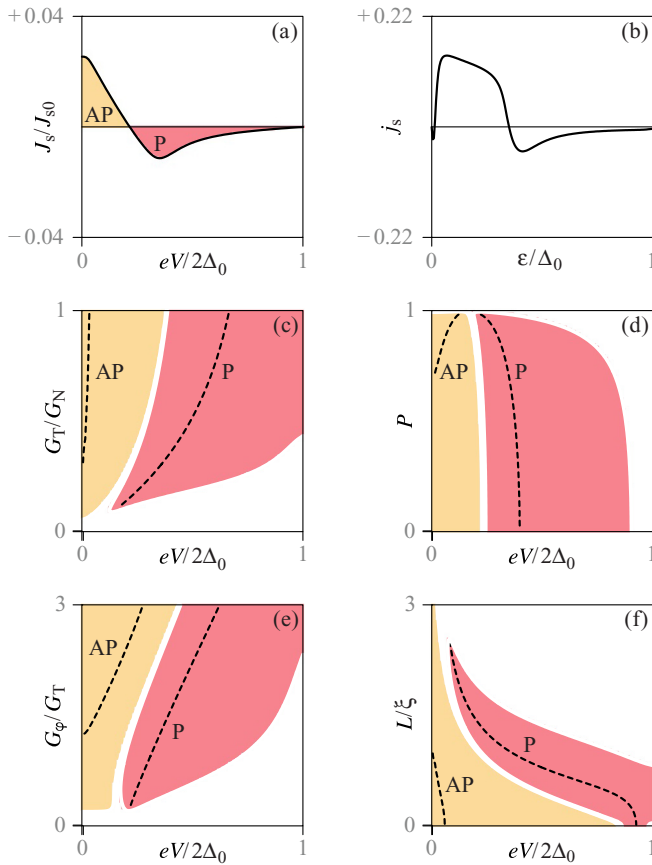 +0.04
(a)
J_s/J_s0
AP
P
−0.04
0
eV/2Δ_0
1
+0.22
(b)
j_s
−0.22
0
ε/Δ_0
1
1
(c)
G_T/G_N
AP
P
0
0
eV/2Δ_0
1
1
(d)
P
AP
P
0
0
eV/2Δ_0
1
3
(e)
G_φ/G_T
AP
P
0
0
eV/2Δ_0
1
3
(f)
L/ξ
AP
P
0
0
eV/2Δ_0
1